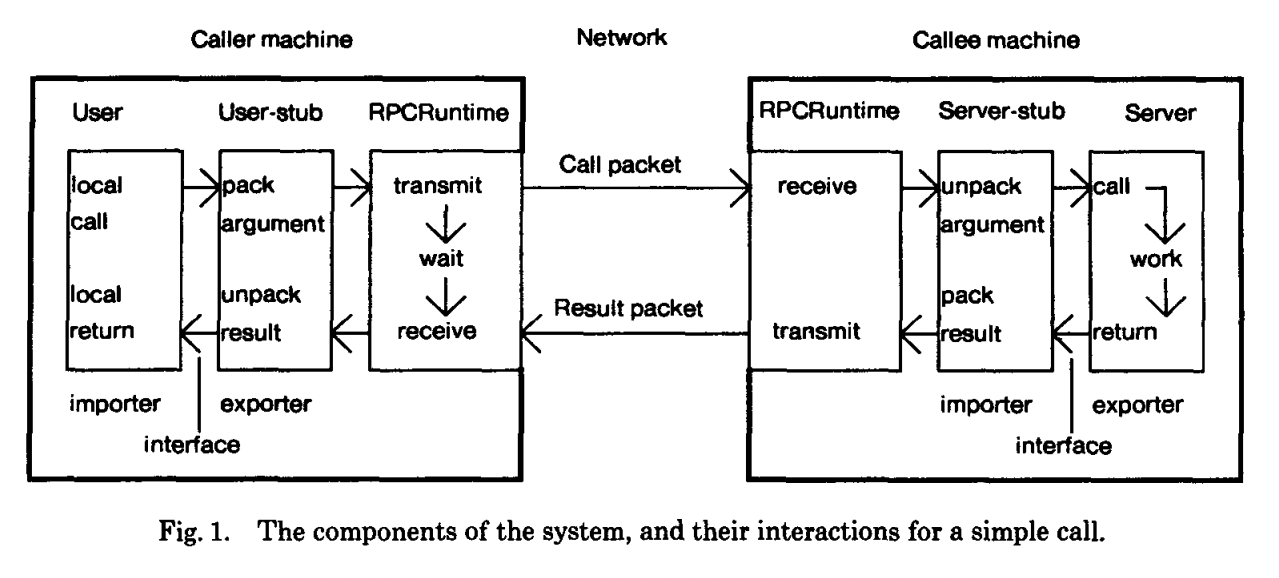 Caller machine Network Callee machine
User User-stub RPCRuntime RPCRuntime Server-stub Server
local pack transmit Call packet receive unpack call
call argument argument
wait work
local unpack pack
return result receive Result packet transmit result return
importer exporter importer exporter
interface interface
Fig. 1. The components of the system, and their interactions for a simple call.